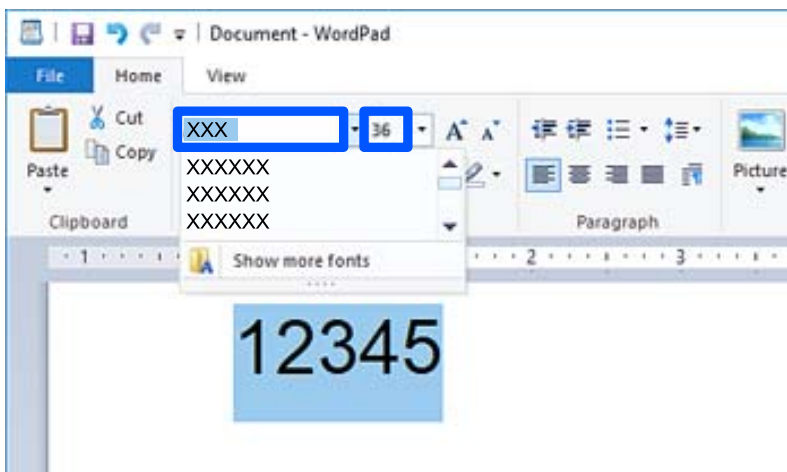 Document - WordPad
File Home View
Paste
Cut
Copy
XXX 36
XXXXXX
XXXXXX
XXXXXX
Show more fonts
Clipboard
Paragraph
Picture
1 2 3
12345